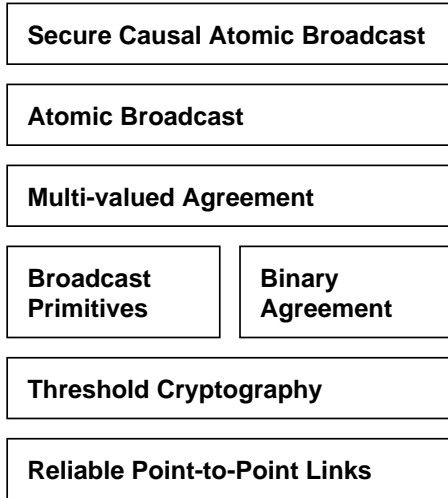 Secure Causal Atomic Broadcast
Atomic Broadcast
Multi-valued Agreement
Broadcast
Primitives
Binary
Agreement
Threshold Cryptography
Reliable Point-to-Point Links